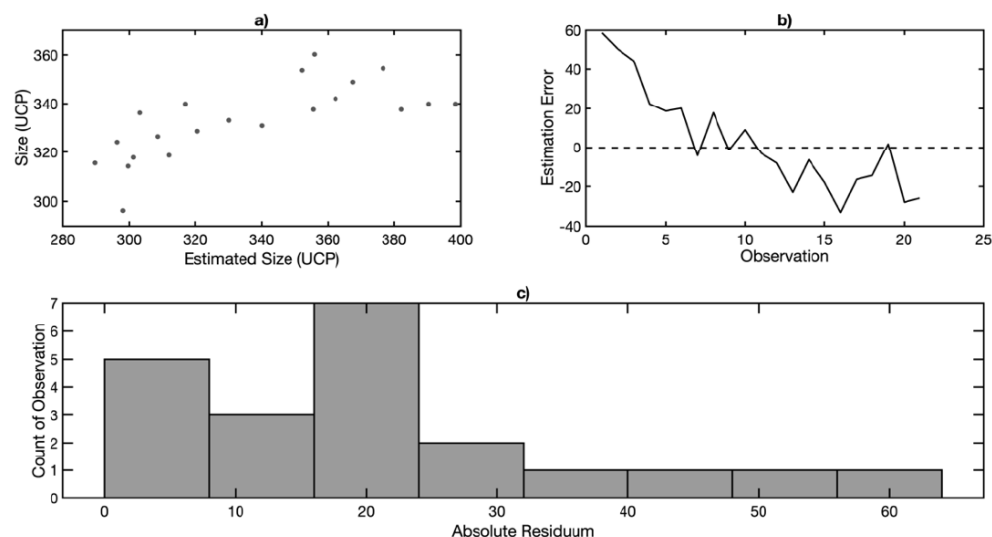 a)
360
340
320
300
Size (UCP)
280 300 320 340 360 380 400
Estimated Size (UCP)
b)
60
40
20
0
-20
-40
Estimation Error
0 5 10 15 20 25
Observation
c)
7
6
5
4
3
2
1
0
Count of Observation
0 10 20 30 40 50 60
Absolute Residuum